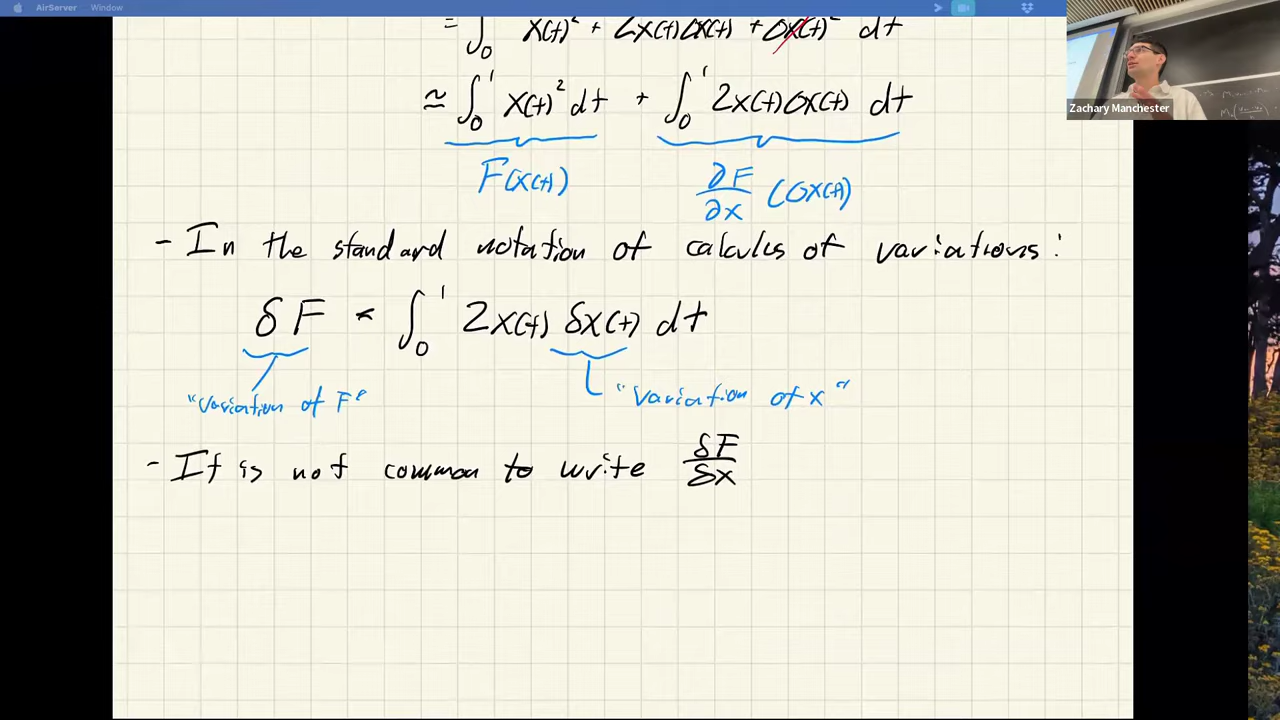 AirServer Window
= ∫₀ x(t)² + 2x(t)Δx(t) + Δx(t)² dt
≈ ∫₀¹ x(t)² dt + ∫₀¹ 2x(t)Δx(t) dt
Zachary Manchester
F(x(t)) ∂F/∂x (Δx(t))
- In the standard notation of calculus of variations:
δF = ∫₀¹ 2x(t) δx(t) dt
"Variation of F" "Variation of x"
- It is not common to write δF/δx